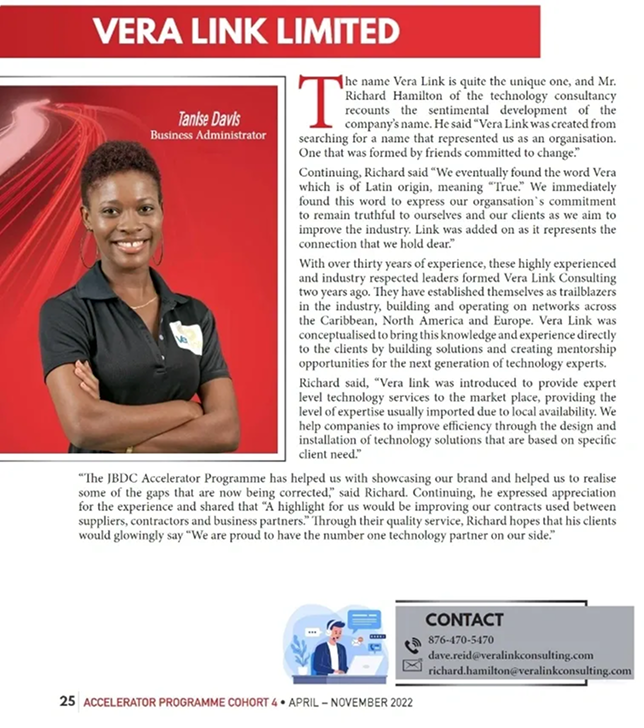 VERA LINK LIMITED
Tanise Davis
Business Administrator
The name Vera Link is quite the unique one, and Mr.
Richard Hamilton of the technology consultancy
recounts the sentimental development of the
company's name. He said “Vera Link was created from
searching for a name that represented us as an organisation.
One that was formed by friends committed to change.”
Continuing, Richard said “We eventually found the word Vera
which is of Latin origin, meaning “True.” We immediately
found this word to express our organsation`s commitment
to remain truthful to ourselves and our clients as we aim to
improve the industry. Link was added on as it represents the
connection that we hold dear.”
With over thirty years of experience, these highly experienced
and industry respected leaders formed Vera Link Consulting
two years ago. They have established themselves as trailblazers
in the industry, building and operating on networks across
the Caribbean, North America and Europe. Vera Link was
conceptualised to bring this knowledge and experience directly
to the clients by building solutions and creating mentorship
opportunities for the next generation of technology experts.
Richard said, “Vera link was introduced to provide expert
level technology services to the market place, providing the
level of expertise usually imported due to local availability. We
help companies to improve efficiency through the design and
installation of technology solutions that are based on specific
client need.”
“The JBDC Accelerator Programme has helped us with showcasing our brand and helped us to realise
some of the gaps that are now being corrected,” said Richard. Continuing, he expressed appreciation
for the experience and shared that “A highlight for us would be improving our contracts used between
suppliers, contractors and business partners.” Through their quality service, Richard hopes that his clients
would glowingly say “We are proud to have the number one technology partner on our side.”
CONTACT
876-470-5470
dave.reid@veralinkconsulting.com
richard.hamilton@veralinkconsulting.com
25 ACCELERATOR PROGRAMME COHORT 4 • APRIL – NOVEMBER 2022